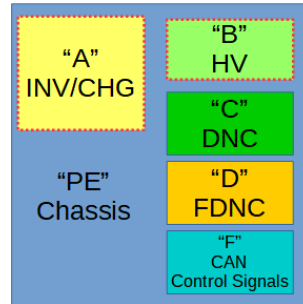 “A”
INV/CHG
“B”
HV
“C”
DNC
“PE”
Chassis
“D”
FDNC
“F”
CAN
Control Signals